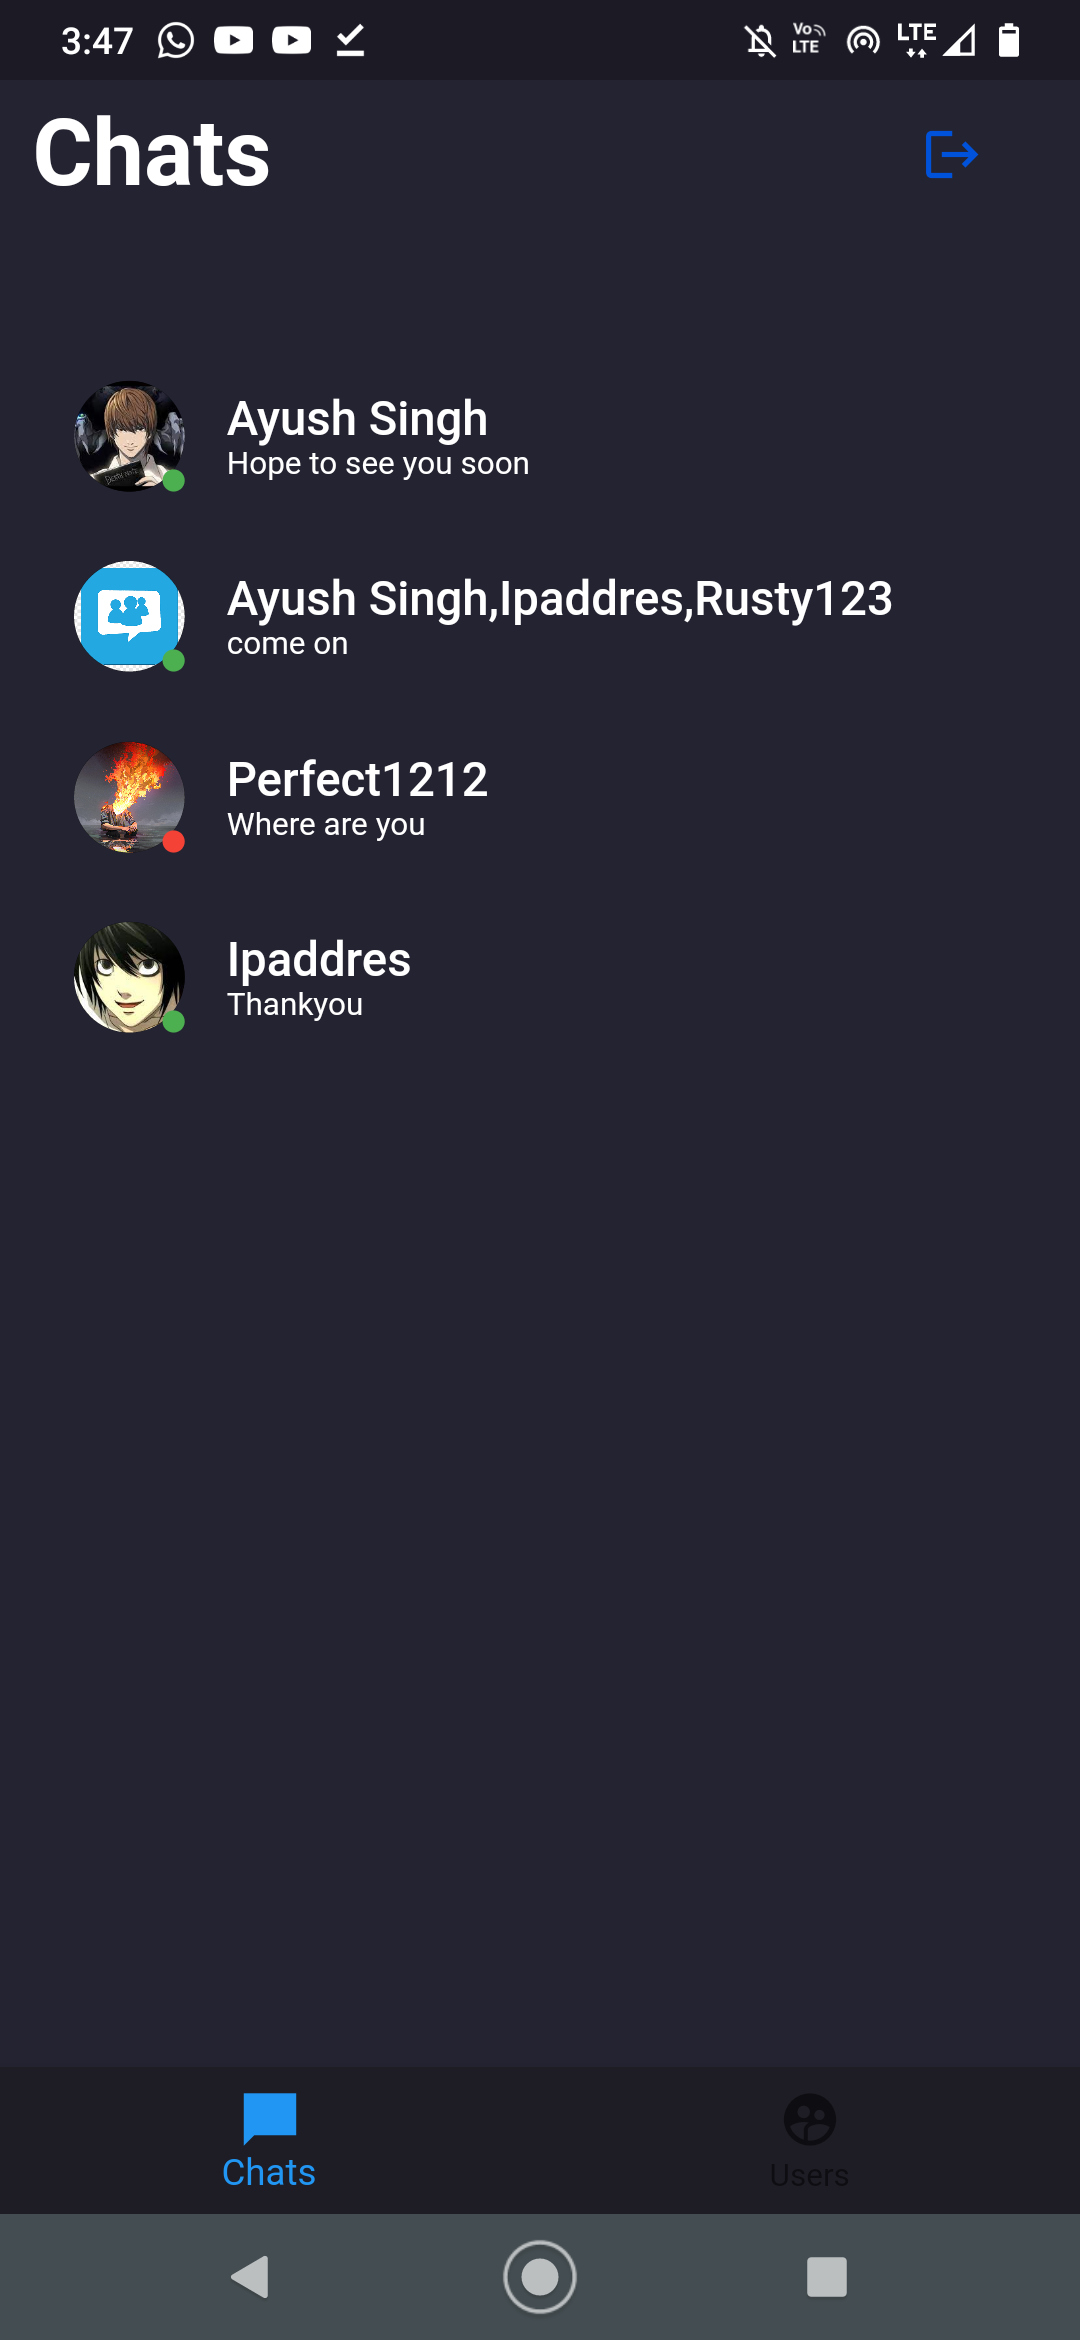 3:47
Vo LTE
LTE
Chats
Ayush Singh
Hope to see you soon
Ayush Singh,Ipaddres,Rusty123
come on
Perfect1212
Where are you
Ipaddres
Thankyou
Chats
Users